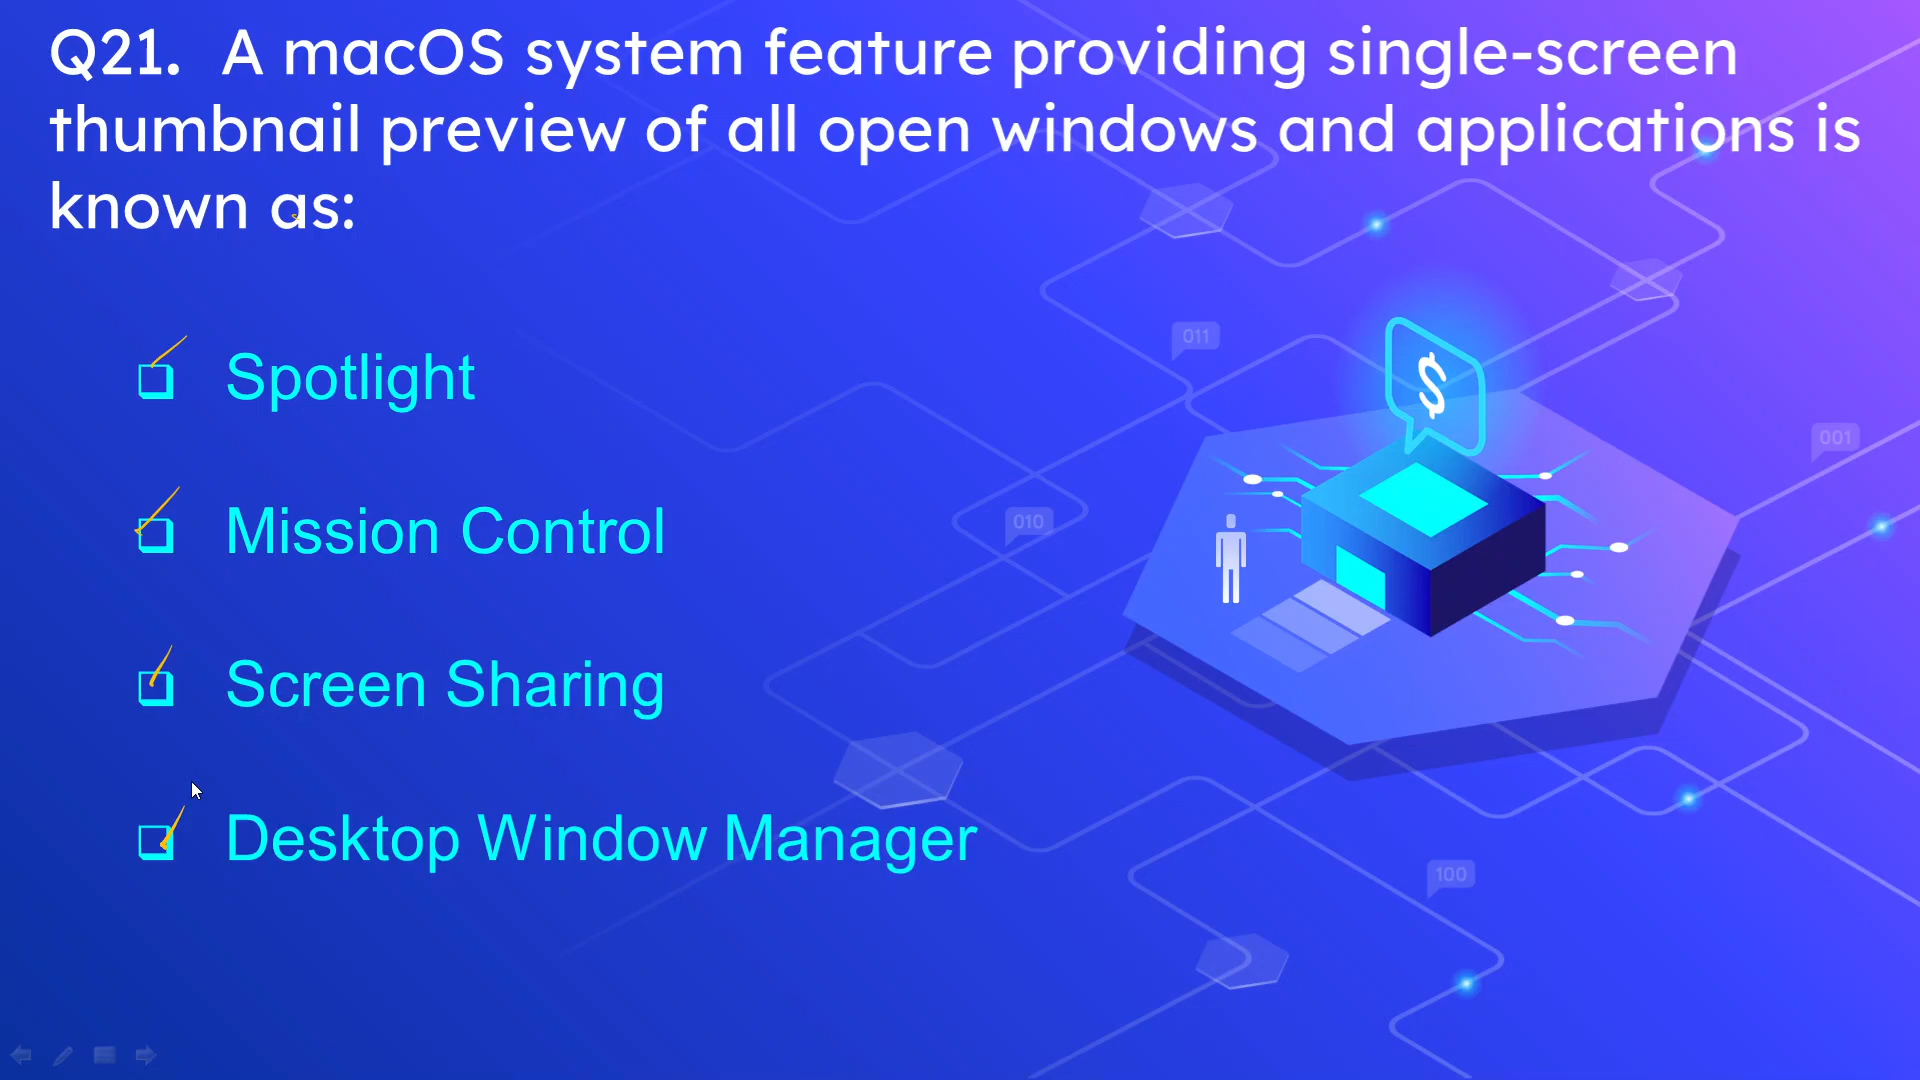 Q21. A macOS system feature providing single-screen
thumbnail preview of all open windows and applications is
known as:
Spotlight
Mission Control
Screen Sharing
Desktop Window Manager
$
011
001
010
100